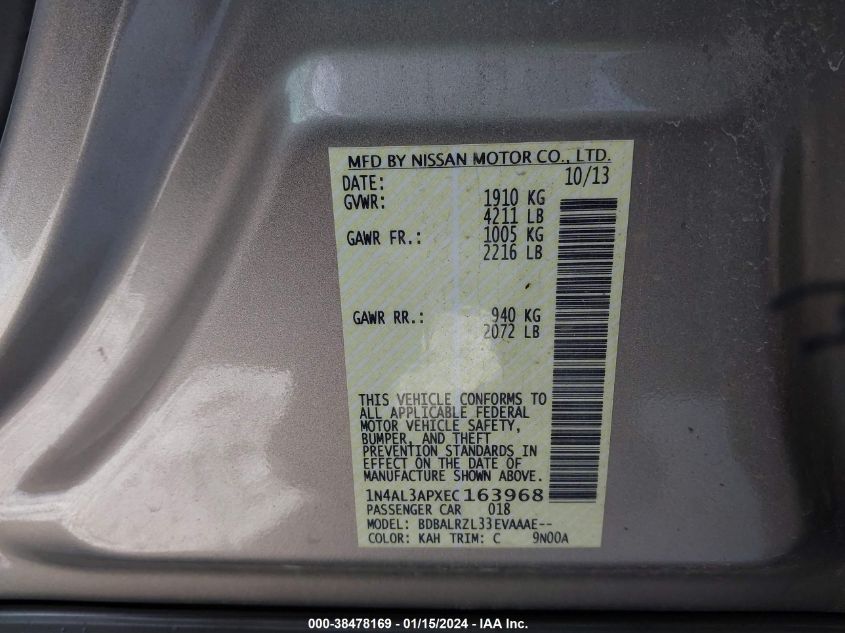 MFD BY NISSAN MOTOR CO., LTD.
DATE: 10/13
GVWR: 1910 KG
4211 LB
GAWR FR.: 1005 KG
2216 LB
GAWR RR.: 940 KG
2072 LB
THIS VEHICLE CONFORMS TO
ALL APPLICABLE FEDERAL
MOTOR VEHICLE SAFETY,
BUMPER, AND THEFT
PREVENTION STANDARDS IN
EFFECT ON THE DATE OF
MANUFACTURE SHOWN ABOVE.
1N4AL3APXEC163968
PASSENGER CAR 018
MODEL: BDBALRZL33EVAAAE--
COLOR: KAH TRIM: C 9N00A
000-38478169 - 01/15/2024 - IAA Inc.